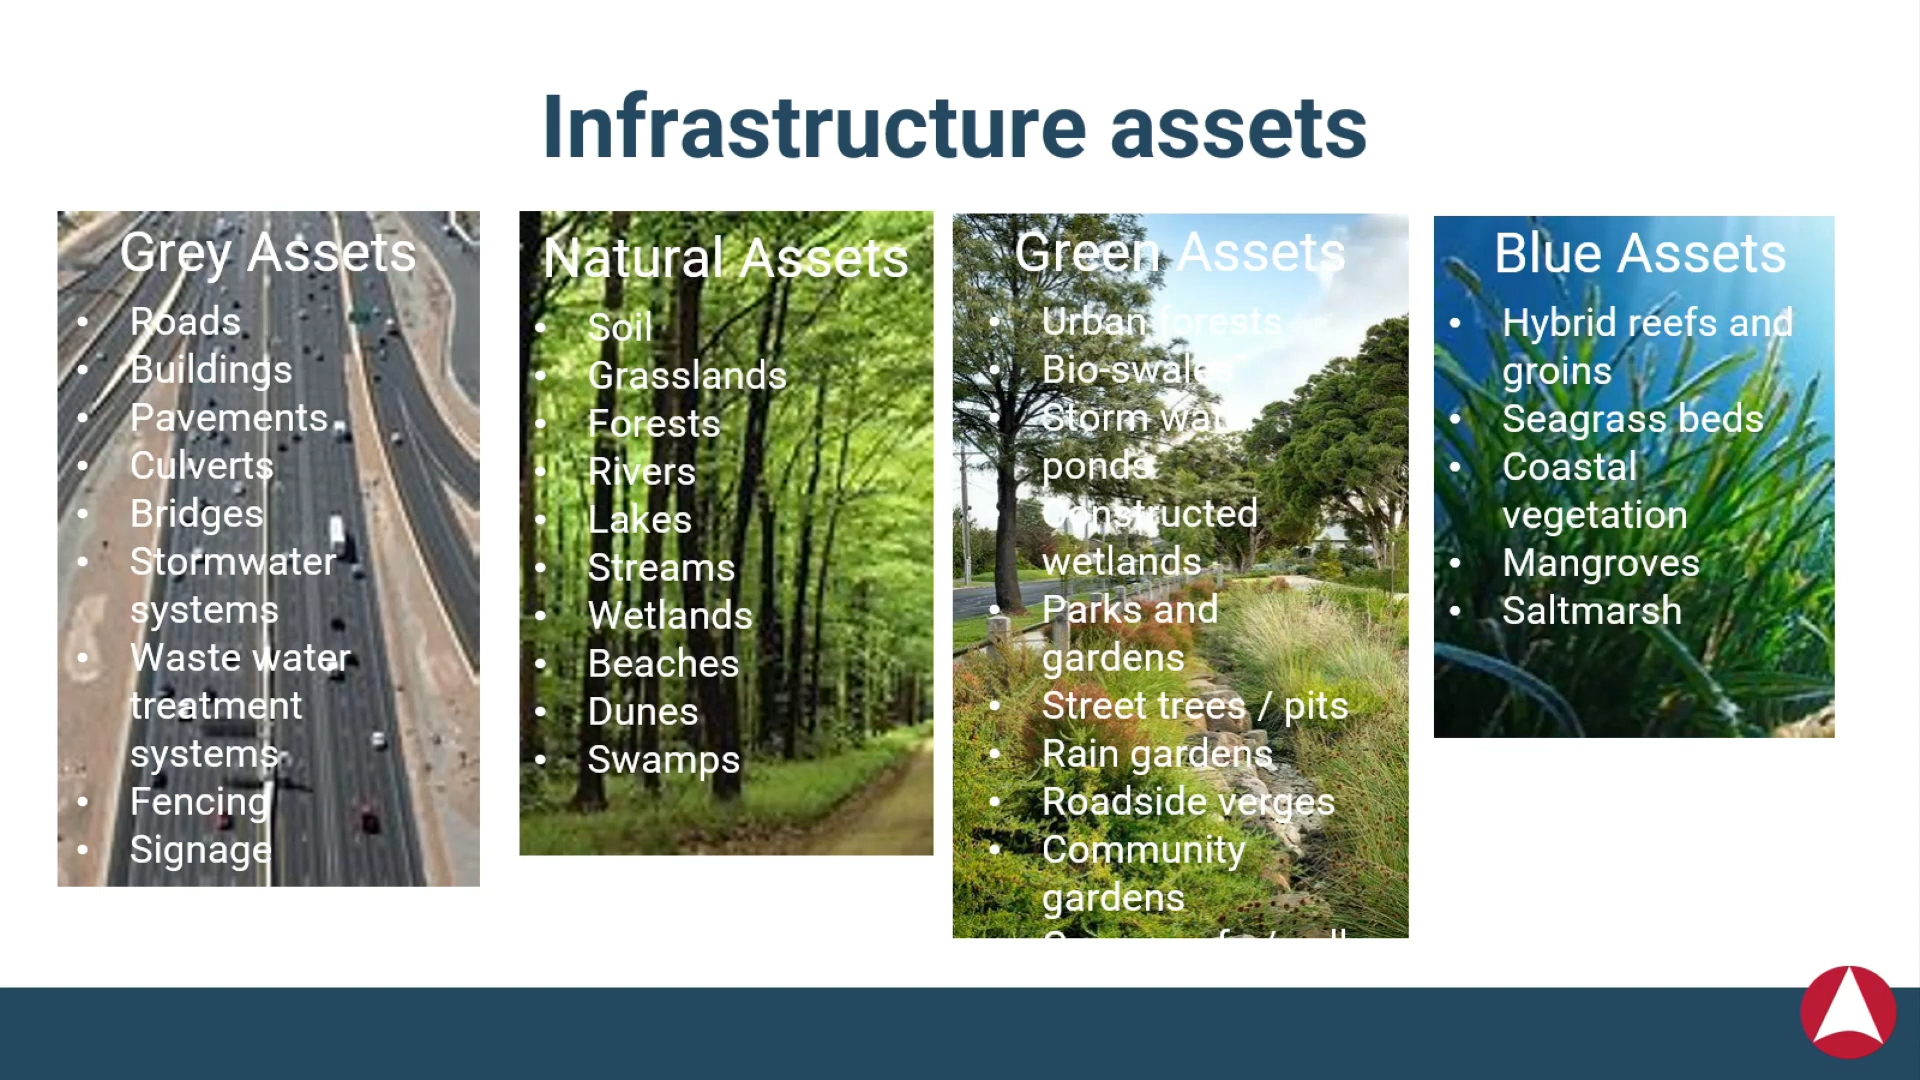 Infrastructure assets
Grey Assets
• Roads
• Buildings
• Pavements
• Culverts
• Bridges
• Stormwater
systems
• Waste water
treatment
systems
• Fencing
• Signage
Natural Assets
• Soil
• Grasslands
• Forests
• Rivers
• Lakes
• Streams
• Wetlands
• Beaches
• Dunes
• Swamps
Green Assets
• Urban forests
• Bio-swales
• Storm water
ponds
• Constructed
wetlands
• Parks and
gardens
• Street trees / pits
• Rain gardens
• Roadside verges
• Community
gardens
Blue Assets
• Hybrid reefs and
groins
• Seagrass beds
• Coastal
vegetation
• Mangroves
• Saltmarsh